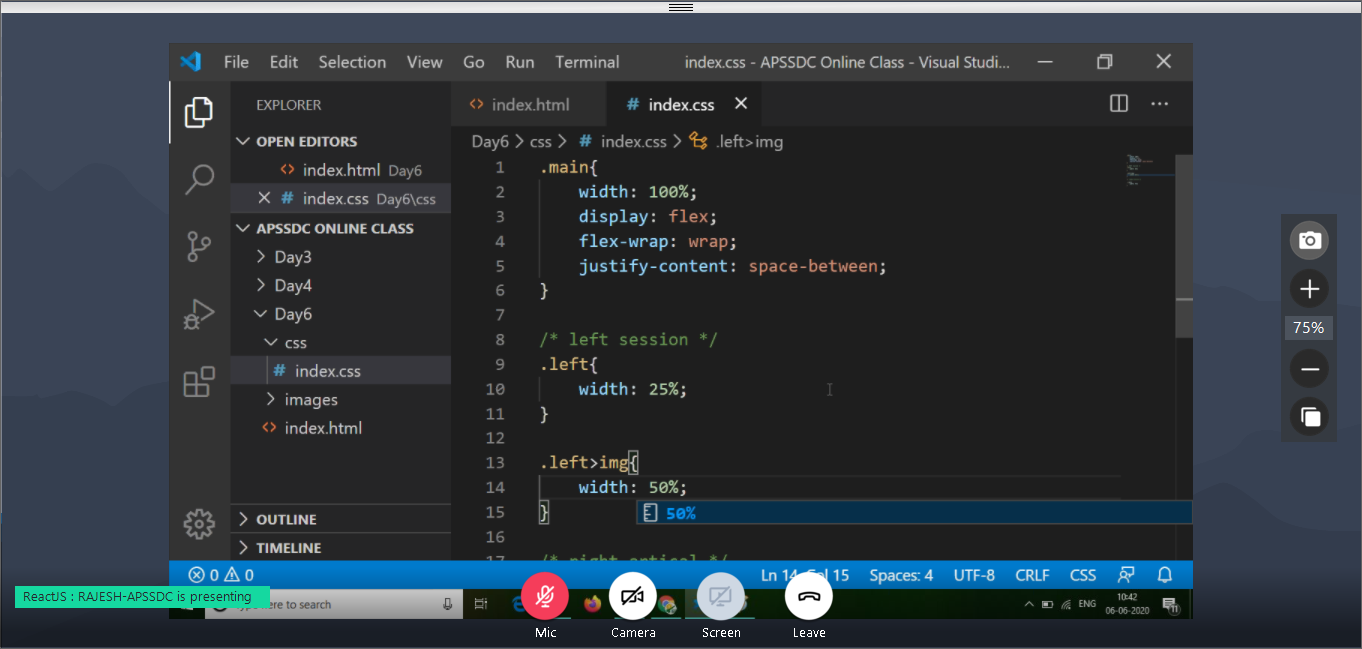 File Edit Selection View Go Run Terminal index.css - APSSDC Online Class - Visual Studi...
EXPLORER
index.html
# index.css
OPEN EDITORS
index.html Day6
# index.css Day6\css
APSSDC ONLINE CLASS
Day3
Day4
Day6
css
# index.css
images
index.html
OUTLINE
TIMELINE
Day6 > css > # index.css > .left>img
1 .main{
2 width: 100%;
3 display: flex;
4 flex-wrap: wrap;
5 justify-content: space-between;
6 }
7
8 /* left session */
9 .left{
10 width: 25%;
11 }
12
13 .left>img{
14 width: 50%;
15 }
50%
16
17 /* right artical */
75%
0 0
Ln 14, Col 15 Spaces: 4 UTF-8 CRLF CSS
ReactJS : RAJESH-APSSDC is presenting
here to search
ENG
10:42
06-06-2020
11
Mic
Camera
Screen
Leave